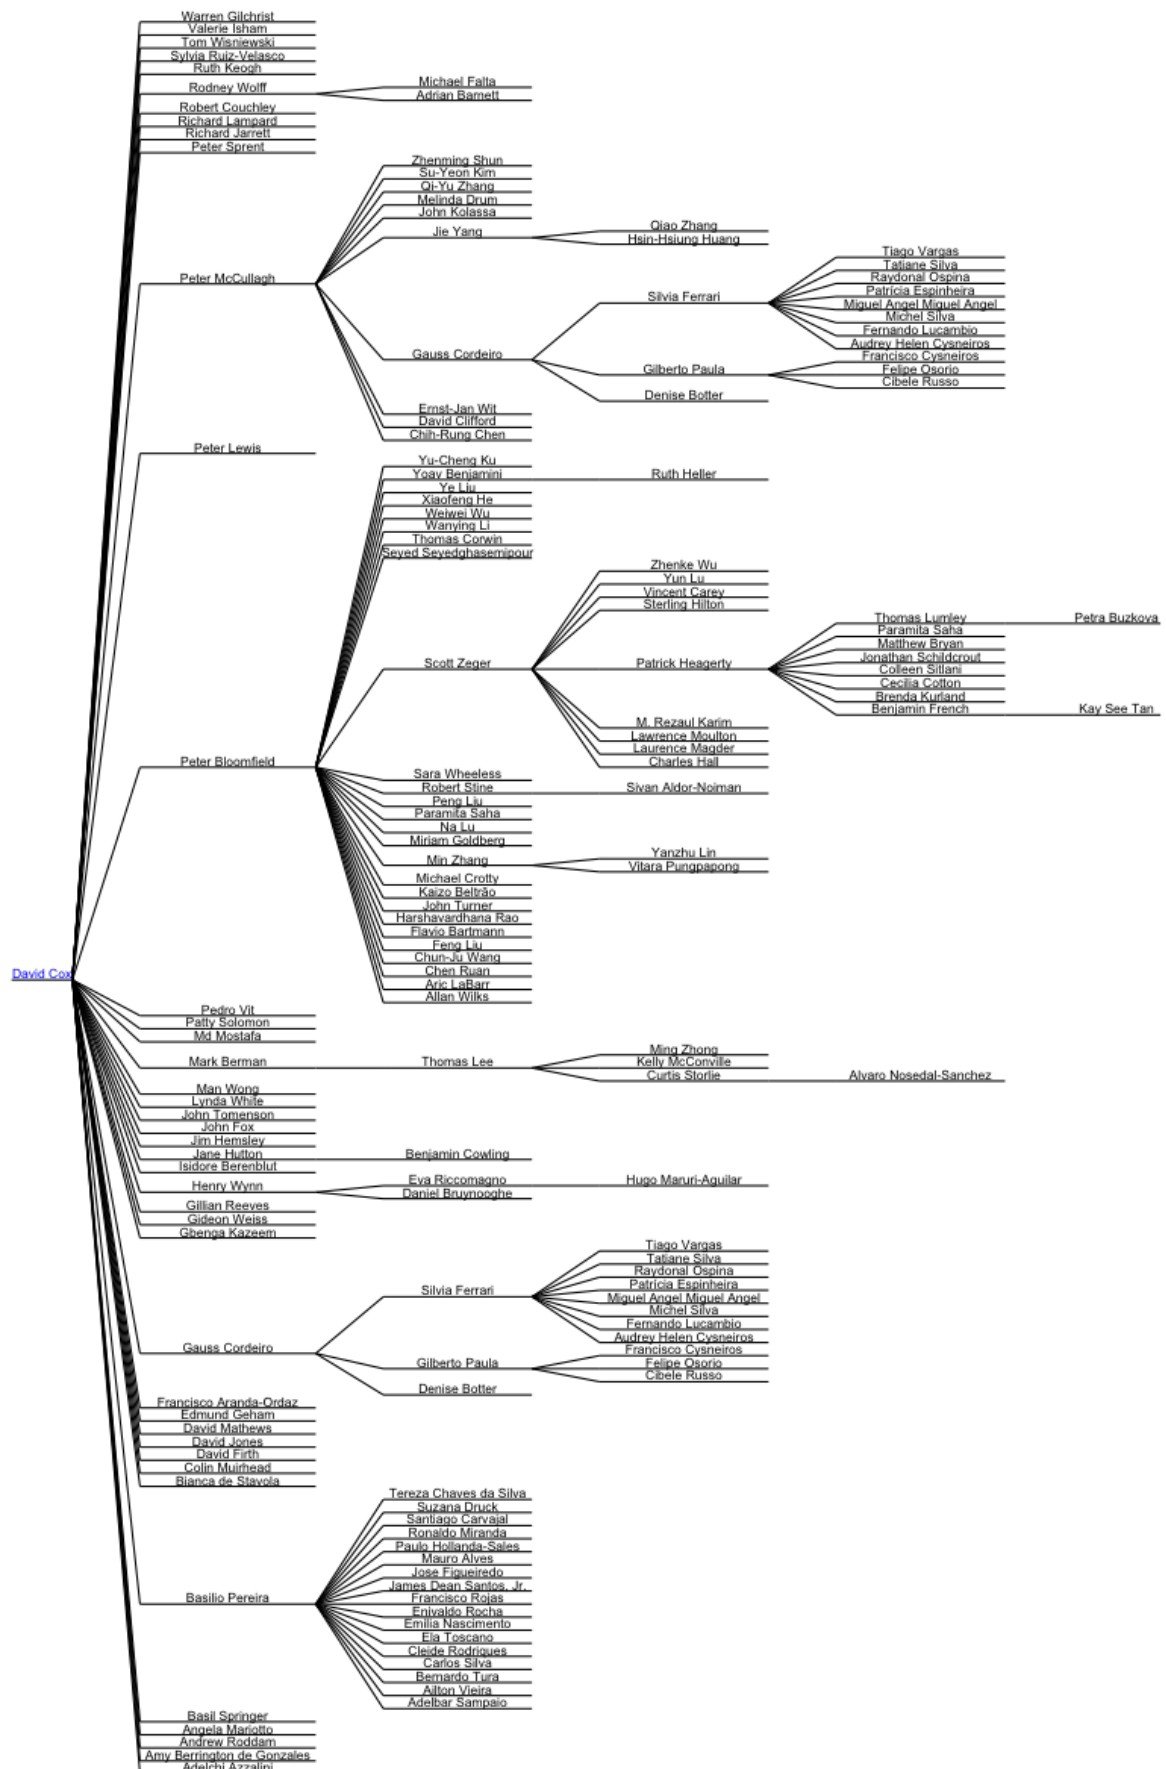 Warren Gilchrist
Valerie Isham
Tom Wisniewski
Sylvia Ruiz-Velasco
Ruth Keogh
Rodney Wolff
Michael Falta
Adrian Barnett
Robert Couchley
Richard Lampard
Richard Jarrett
Peter Sprent
Zhenming Shun
Su-Yeon Kim
Qi-Yu Zhang
Melinda Drum
John Kolassa
Jie Yang
Qiao Zhang
Hsin-Hsiung Huang
Peter McCullagh
Tiago Vargas
Tatiane Silva
Raydonal Ospina
Patrícia Espinheira
Silvia Ferrari
Miguel Angel Miguel Angel
Michel Silva
Fernando Lucambio
Audrey Helen Cysneiros
Gauss Cordeiro
Francisco Cysneiros
Gilberto Paula
Felipe Osorio
Cibele Russo
Denise Botter
Ernst-Jan Wit
David Clifford
Chih-Rung Chen
Peter Lewis
Yu-Cheng Ku
Yoav Benjamini
Ruth Heller
Ye Liu
Xiaofeng He
Weiwei Wu
Wanying Li
Thomas Corwin
Seyed Seyedghasemipour
Zhenke Wu
Yun Lu
Vincent Carey
Sterling Hilton
Scott Zeger
Patrick Heagerty
Thomas Lumley
Petra Buzkova
Paramita Saha
Matthew Bryan
Jonathan Schildcrout
Colleen Sitlani
Cecilia Cotton
Brenda Kurland
Benjamin French
Kay See Tan
M. Rezaul Karim
Lawrence Moulton
Laurence Magder
Charles Hall
Peter Bloomfield
Sara Wheeless
Robert Stine
Sivan Aldor-Noiman
Peng Liu
Paramita Saha
Na Lu
Miriam Goldberg
Min Zhang
Yanzhu Lin
Vitara Pungpapong
Michael Crotty
Kaizo Beltrão
John Turner
Harshavardhana Rao
Flavio Bartmann
Feng Liu
Chun-Ju Wang
Chen Ruan
Aric LaBarr
Allan Wilks
David Cox
Pedro Vit
Patty Solomon
Md Mostafa
Mark Berman
Thomas Lee
Ming Zhong
Kelly McConville
Curtis Storlie
Alvaro Nosedal-Sanchez
Man Wong
Lynda White
John Tomenson
John Fox
Jim Hemsley
Jane Hutton
Benjamin Cowling
Isidore Berenblut
Henry Wynn
Eva Riccomagno
Hugo Maruri-Aguilar
Daniel Bruynooghe
Gillian Reeves
Gideon Weiss
Gbenga Kazeem
Tiago Vargas
Tatiane Silva
Raydonal Ospina
Patrícia Espinheira
Silvia Ferrari
Miguel Angel Miguel Angel
Michel Silva
Fernando Lucambio
Audrey Helen Cysneiros
Gauss Cordeiro
Francisco Cysneiros
Gilberto Paula
Felipe Osorio
Cibele Russo
Denise Botter
Francisco Aranda-Ordaz
Edmund Geham
David Mathews
David Jones
David Firth
Colin Muirhead
Bianca de Stavola
Tereza Chaves da Silva
Suzana Druck
Santiago Carvajal
Ronaldo Miranda
Paulo Hollanda-Sales
Mauro Alves
Jose Figueiredo
James Dean Santos, Jr.
Basilio Pereira
Francisco Rojas
Enivaldo Rocha
Emilia Nascimento
Ela Toscano
Cleide Rodrigues
Carlos Silva
Bernardo Tura
Ailton Vieira
Adelbar Sampaio
Basil Springer
Angela Mariotto
Andrew Roddam
Amy Berrington de Gonzales
Adelchi Azzalini